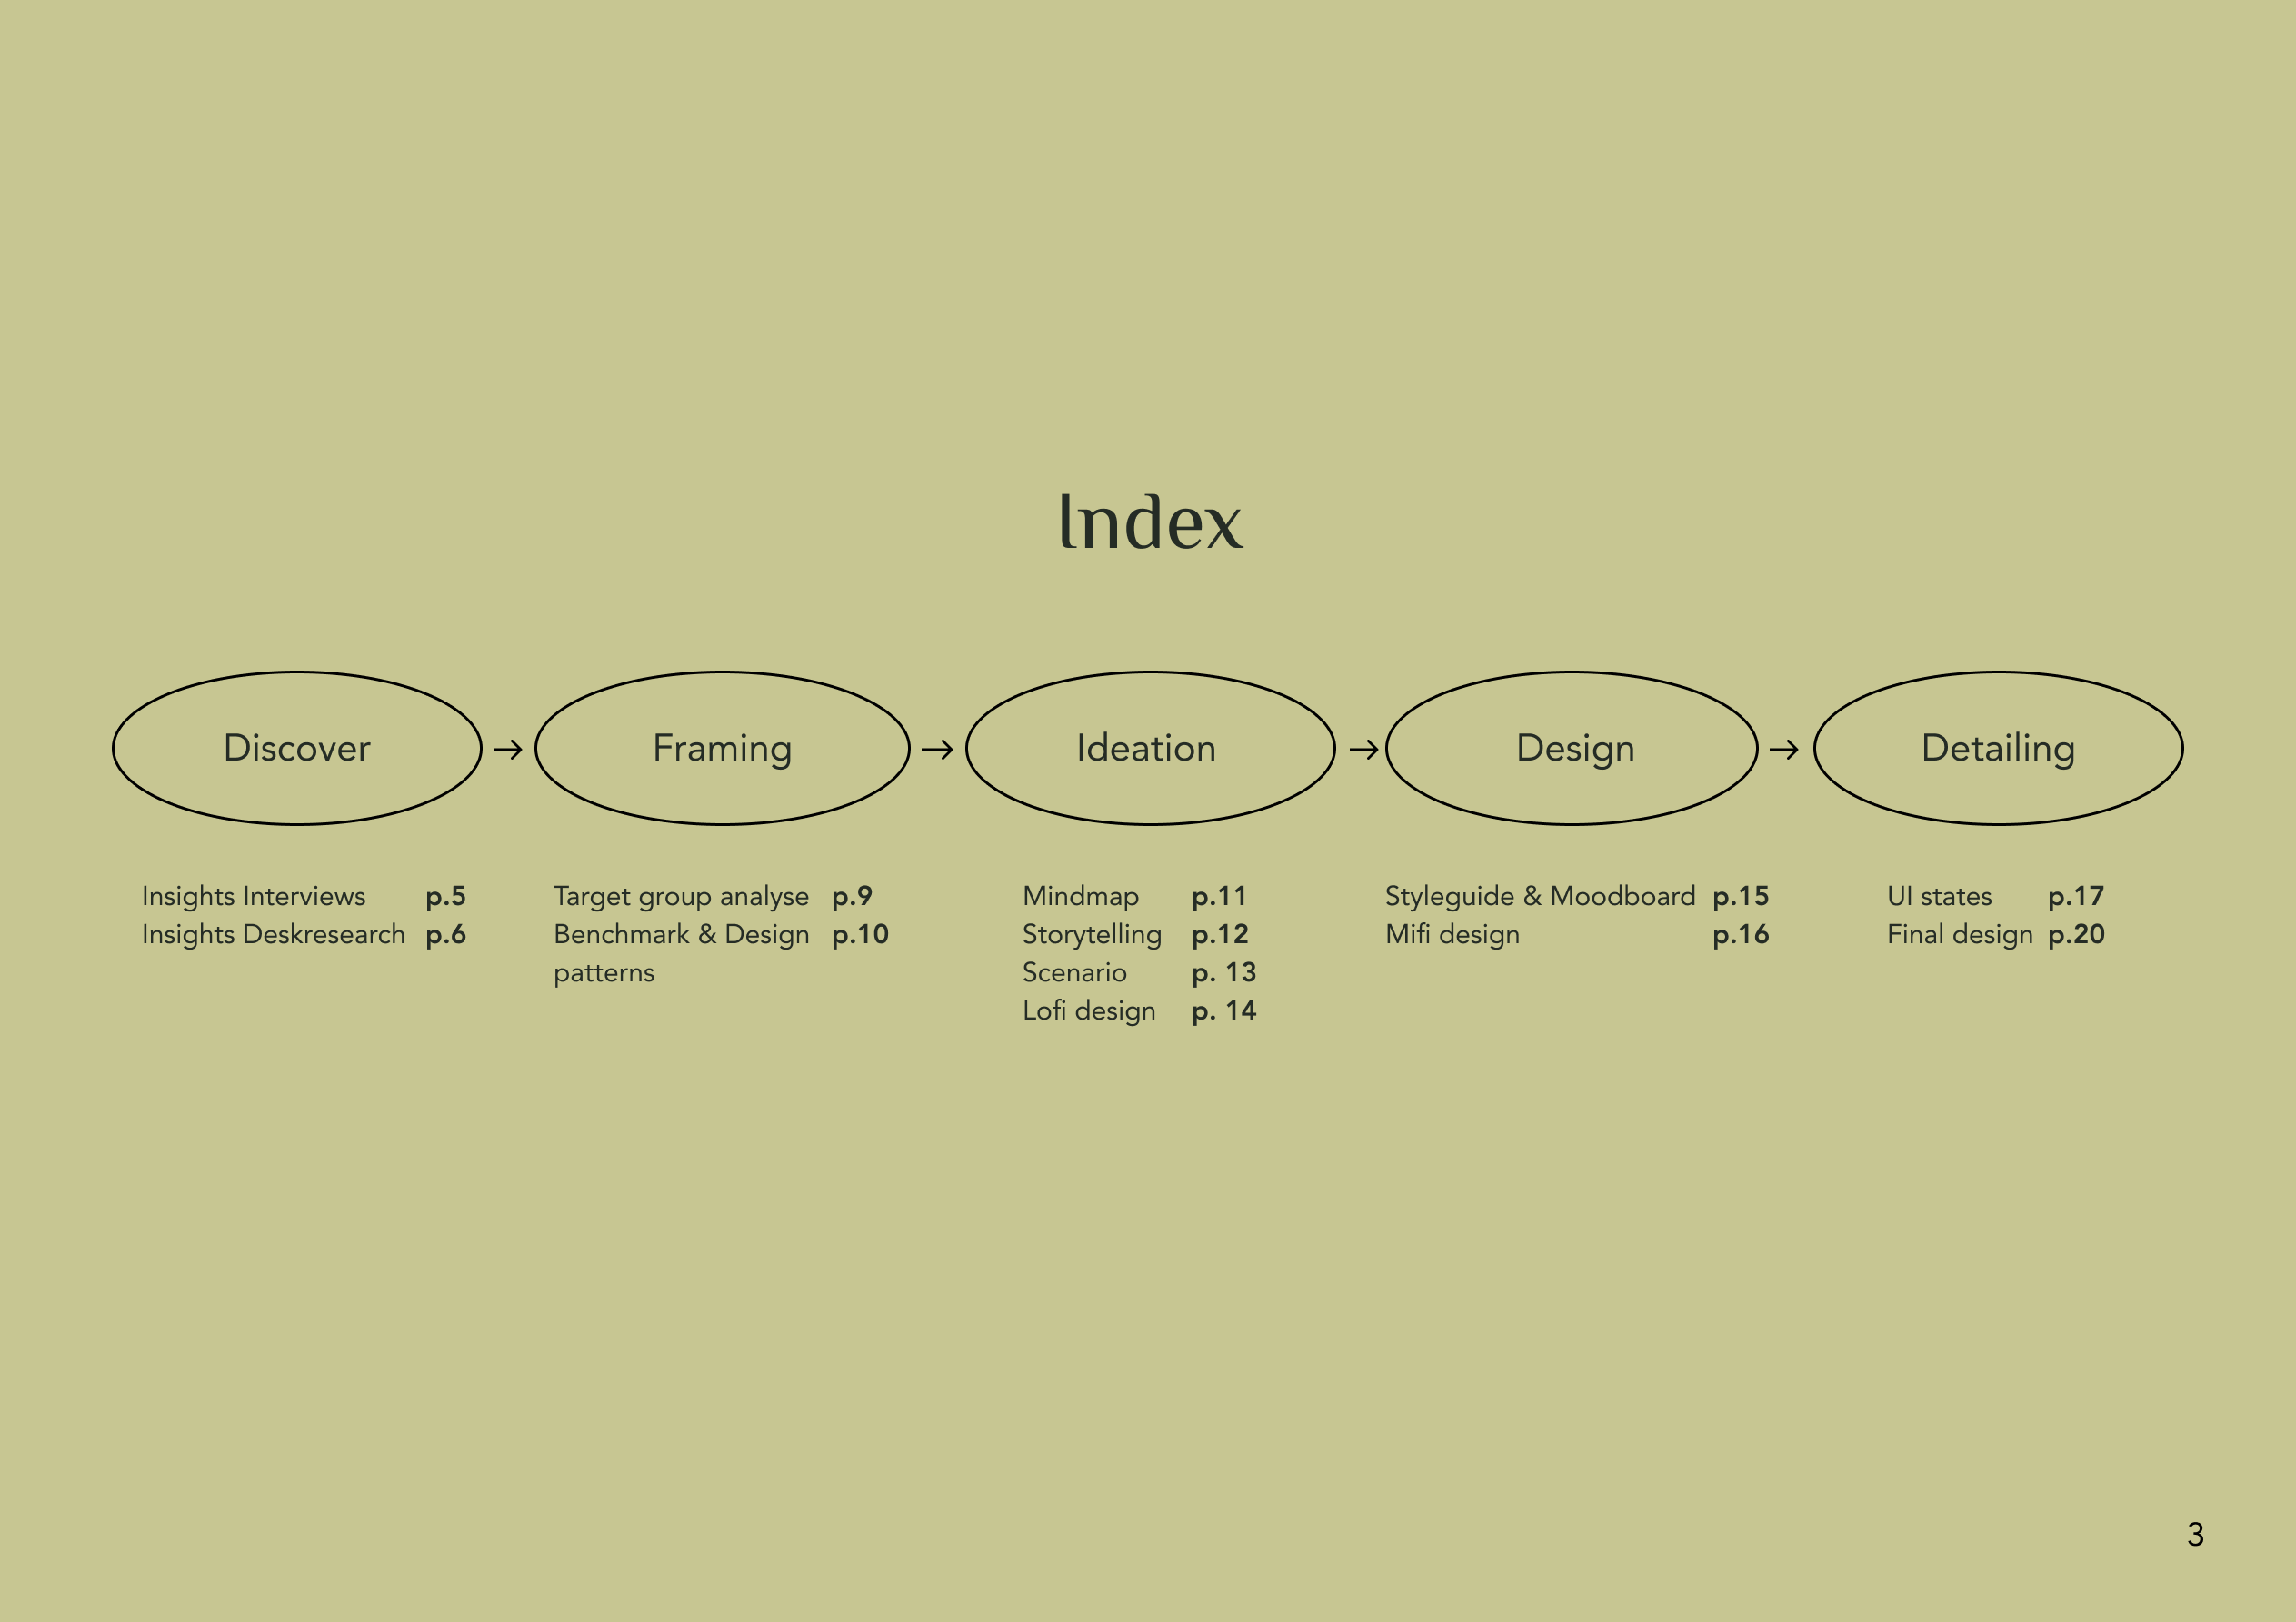 Index
Discover → Framing → Ideation → Design → Detailing
Insights Interviews p.5
Insights Deskresearch p.6
Target group analyse p.9
Benchmark & Design p.10
patterns
Mindmap p.11
Storytelling p.12
Scenario p. 13
Lofi design p. 14
Styleguide & Moodboard p.15
Mifi design p.16
UI states p.17
Final design p.20
3